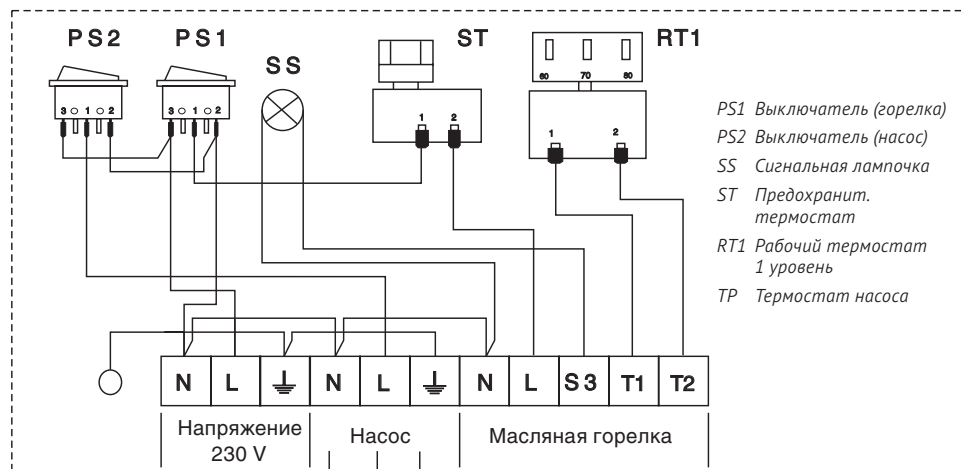 PS2 PS1 SS ST RT1
60 70 80
3 1 2 3 1 2
1 2 1 2
PS1 Выключатель (горелка)
PS2 Выключатель (насос)
SS Сигнальная лампочка
ST Предохранит.
термостат
RT1 Рабочий термостат
1 уровень
TP Термостат насоса
N L N L N L S3 T1 T2
Напряжение
230 V
Насос
Масляная горелка